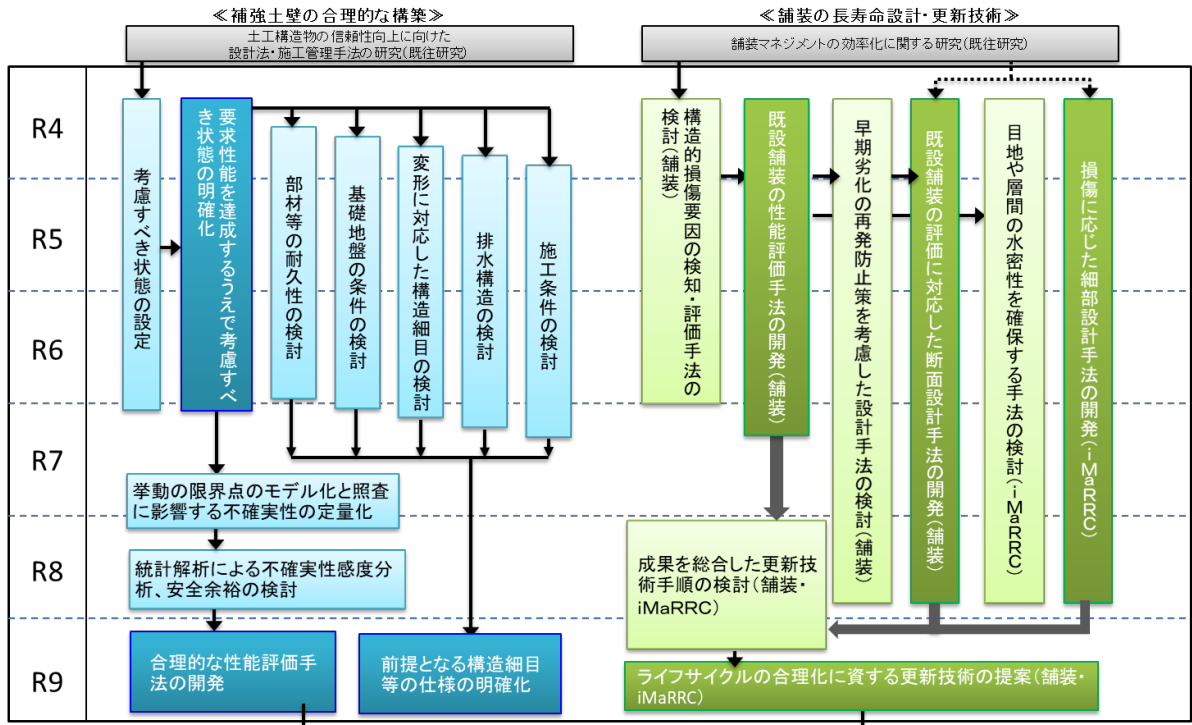 ≪補強土壁の合理的な構築≫
土工構造物の信頼性向上に向けた
設計法・施工管理手法の研究(既往研究)
≪舗装の長寿命設計・更新技術≫
舗装マネジメントの効率化に関する研究(既往研究)
R4
R5
R6
R7
R8
R9
考慮すべき状態の設定
要求性能を達成するうえで考慮すべ
き状態の明確化
部材等の耐久性の検討
基礎地盤の条件の検討
変形に対応した構造細目の検討
排水構造の検討
施工条件の検討
挙動の限界点のモデル化と照査
に影響する不確実性の定量化
統計解析による不確実性感度分
析、安全余裕の検討
合理的な性能評価手
法の開発
前提となる構造細目
等の仕様の明確化
構造的損傷要因の検知・評価手法の
検討(舗装)
既設舗装の性能評価手法の開発(舗装)
早期劣化の再発防止策を考慮した設計手法の検討(舗装)
既設舗装の評価に対応した断面設計手法の開発(舗装)
目地や層間の水密性を確保する手法の検討(iMaRRC)
損傷に応じた細部設計手法の開発(iMaRRC)
成果を総合した更新技
術手順の検討(舗装・
iMaRRC)
ライフサイクルの合理化に資する更新技術の提案(舗装・
iMaRRC)